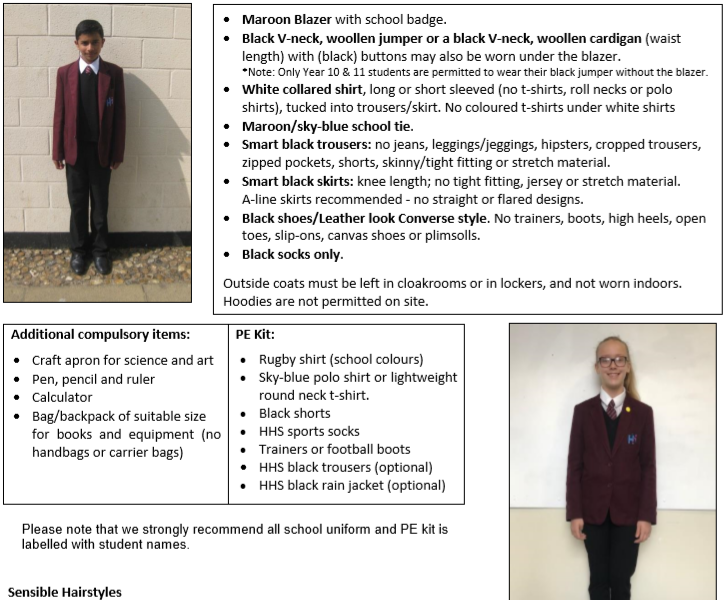 • Maroon Blazer with school badge.
• Black V-neck, woollen jumper or a black V-neck, woollen cardigan (waist
length) with (black) buttons may also be worn under the blazer.
*Note: Only Year 10 & 11 students are permitted to wear their black jumper without the blazer.
• White collared shirt, long or short sleeved (no t-shirts, roll necks or polo
shirts), tucked into trousers/skirt. No coloured t-shirts under white shirts
• Maroon/sky-blue school tie.
• Smart black trousers: no jeans, leggings/jeggings, hipsters, cropped trousers,
zipped pockets, shorts, skinny/tight fitting or stretch material.
• Smart black skirts: knee length; no tight fitting, jersey or stretch material.
A-line skirts recommended - no straight or flared designs.
• Black shoes/Leather look Converse style. No trainers, boots, high heels, open
toes, slip-ons, canvas shoes or plimsolls.
• Black socks only.
Outside coats must be left in cloakrooms or in lockers, and not worn indoors.
Hoodies are not permitted on site.
Additional compulsory items:
• Craft apron for science and art
• Pen, pencil and ruler
• Calculator
• Bag/backpack of suitable size
for books and equipment (no
handbags or carrier bags)
PE Kit:
• Rugby shirt (school colours)
• Sky-blue polo shirt or lightweight
round neck t-shirt.
• Black shorts
• HHS sports socks
• Trainers or football boots
• HHS black trousers (optional)
• HHS black rain jacket (optional)
Please note that we strongly recommend all school uniform and PE kit is
labelled with student names.
Sensible Hairstyles